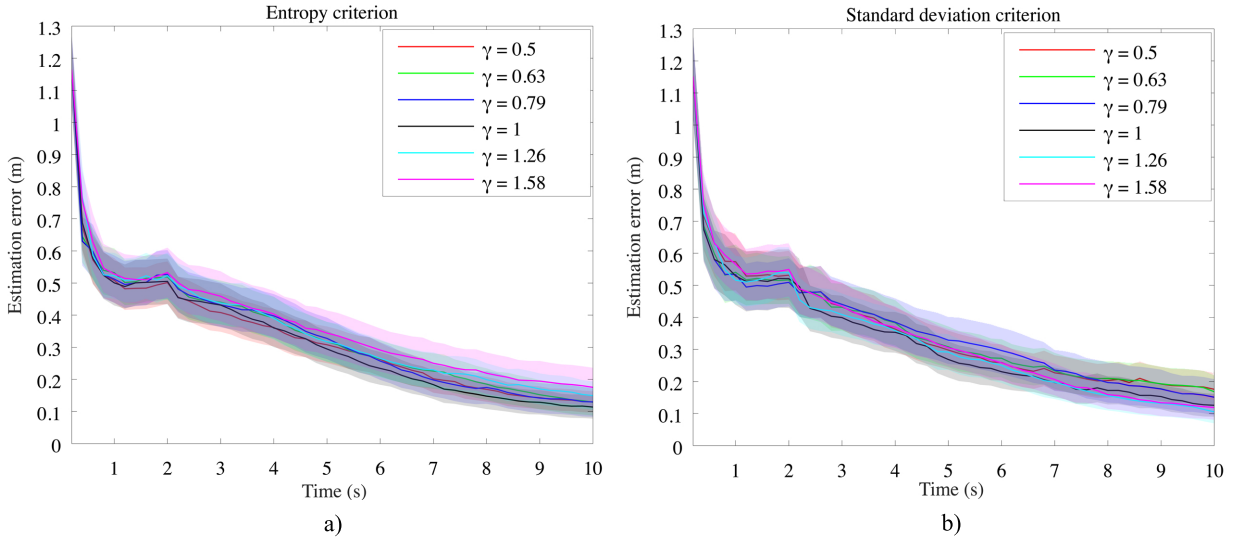 Entropy criterion
1.3
1.2
1.1
1
0.9
0.8
0.7
0.6
0.5
0.4
0.3
0.2
0.1
0
Estimation error (m)
γ = 0.5
γ = 0.63
γ = 0.79
γ = 1
γ = 1.26
γ = 1.58
1 2 3 4 5 6 7 8 9 10
Time (s)
a)
Standard deviation criterion
1.3
1.2
1.1
1
0.9
0.8
0.7
0.6
0.5
0.4
0.3
0.2
0.1
0
Estimation error (m)
γ = 0.5
γ = 0.63
γ = 0.79
γ = 1
γ = 1.26
γ = 1.58
1 2 3 4 5 6 7 8 9 10
Time (s)
b)